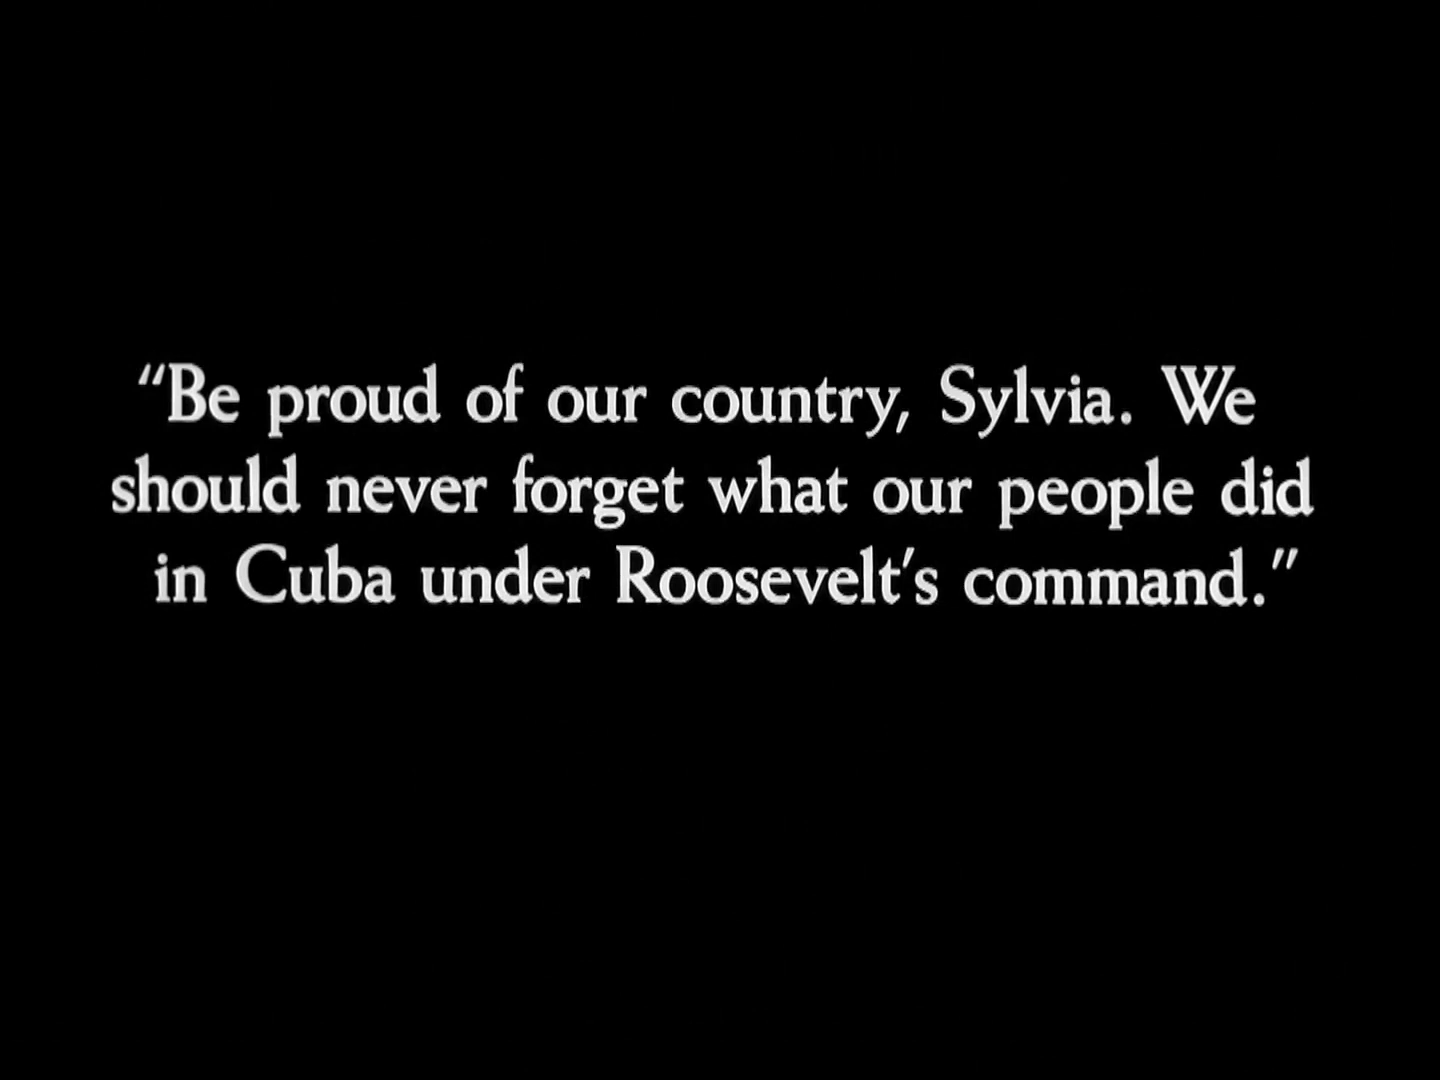 “Be proud of our country, Sylvia. We
should never forget what our people did
in Cuba under Roosevelt's command.”